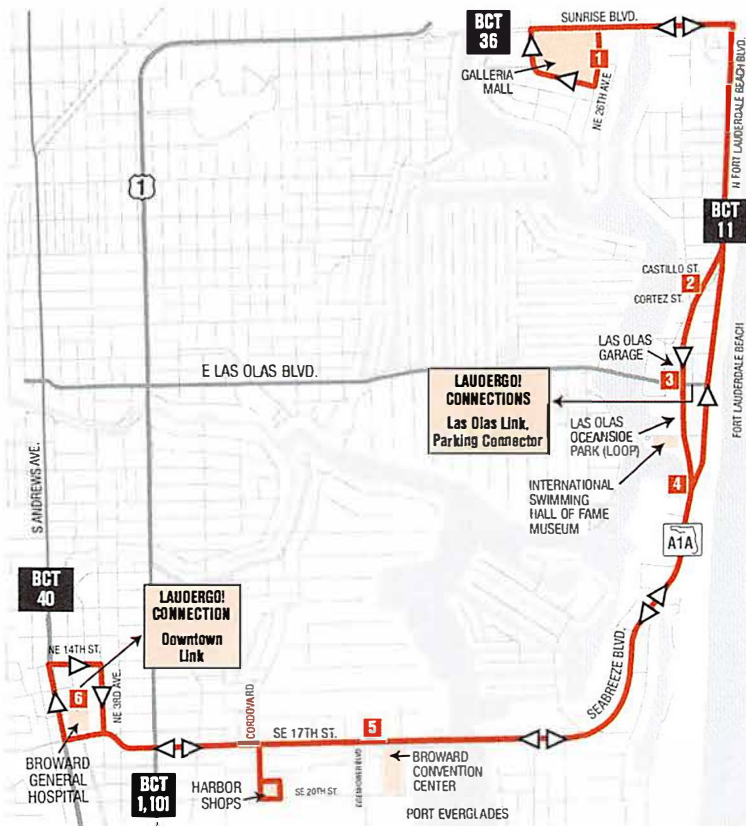 BCT
36
SUNRISE BLVD.
GALLERIA
MALL
1
NE 26TH AVE
N FORT LAUDERDALE BEACH BLVD.
1
BCT
11
CASTILLO ST.
2
CORTEZ ST.
LAS OLAS
GARAGE
E LAS OLAS BLVD.
LAUDERGO!
CONNECTIONS
Las Olas Link,
Parking Connector
3
FORT LAUDERDALE BEACH
LAS OLAS
OCEANSIDE
PARK (LOOP)
INTERNATIONAL
SWIMMING
HALL OF FAME
MUSEUM
4
A1A
S ANDREWS AVE.
BCT
40
LAUDERGO!
CONNECTION
Downtown
Link
NE 14TH ST.
NE 3RD AVE.
6
SEABREEZE BLVD.
CORDOVA RD
SE 17TH ST.
5
BROWARD
GENERAL
HOSPITAL
BCT
1, 101
HARBOR
SHOPS
SE 20TH ST.
EISENHOWER BLVD
BROWARD
CONVENTION
CENTER
PORT EVERGLADES